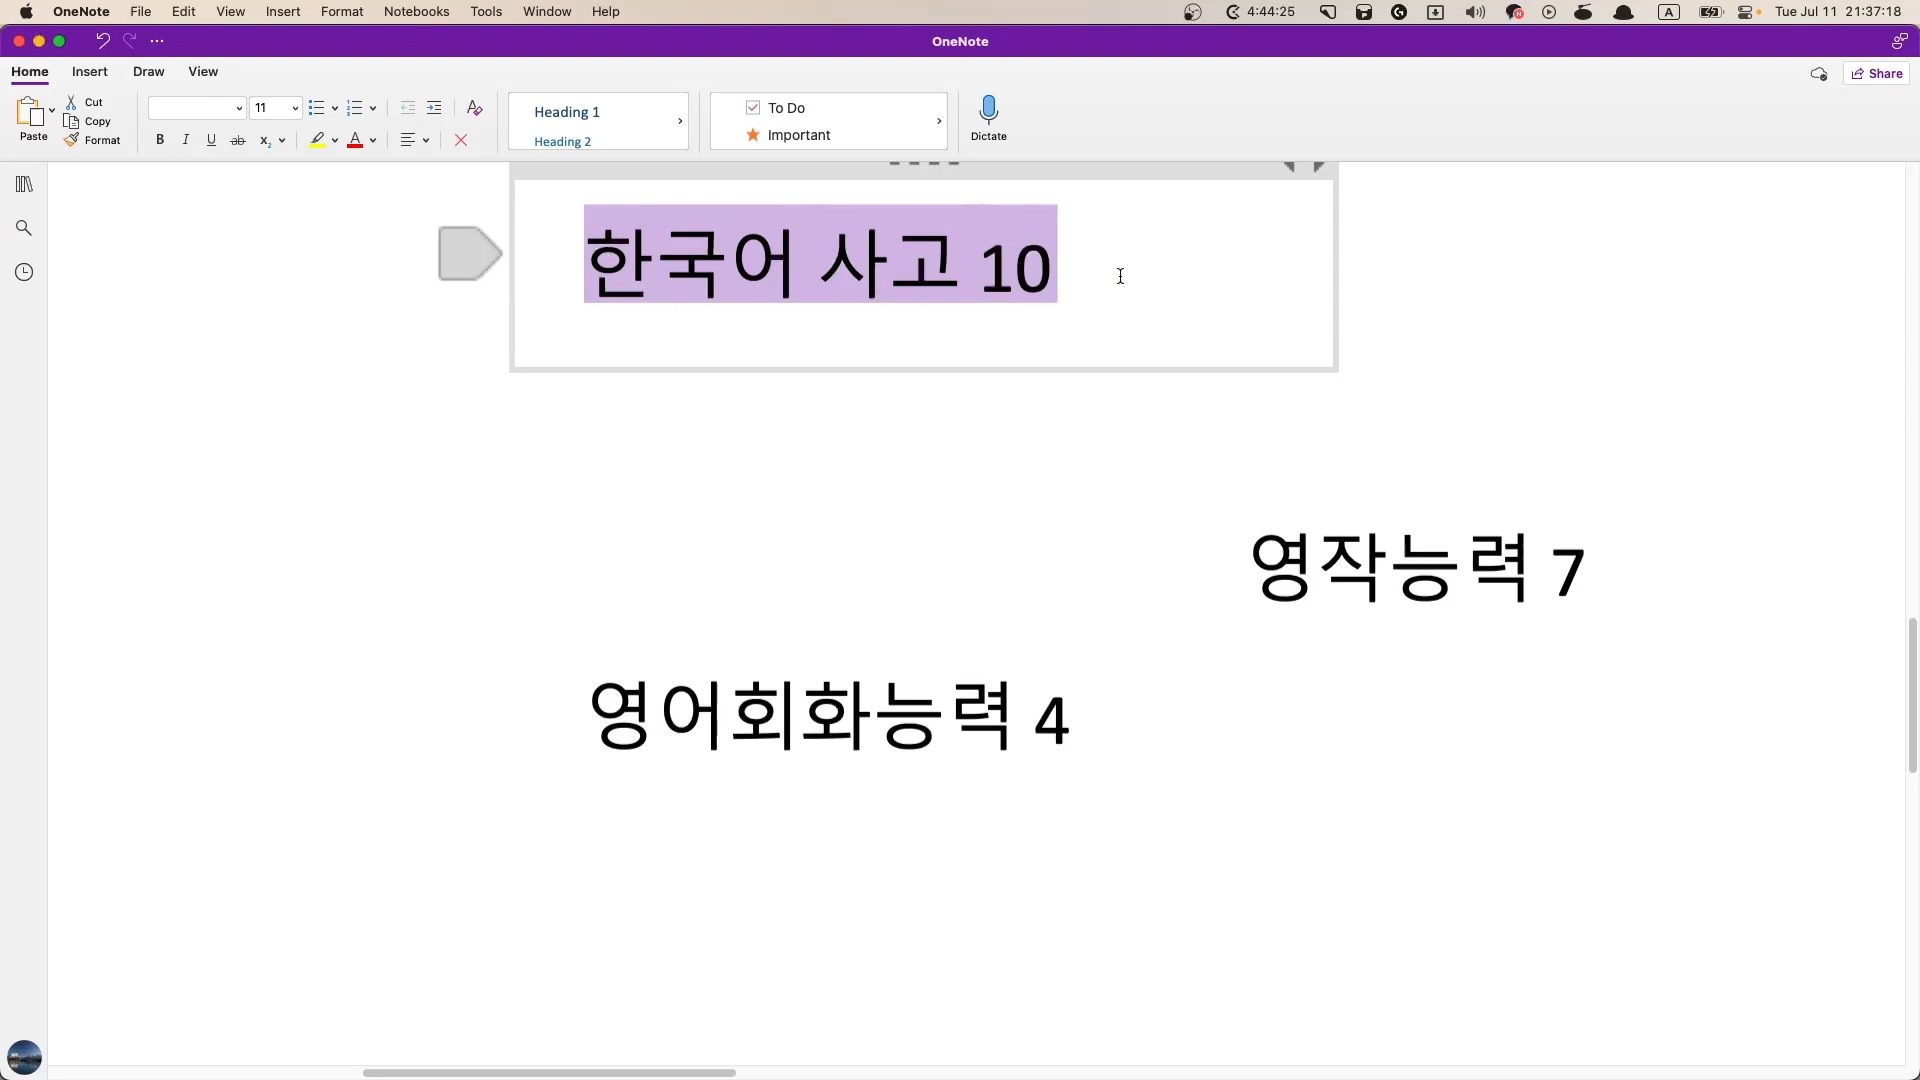 OneNote File Edit View Insert Format Notebooks Tools Window Help 4:44:25 A Tue Jul 11 21:37:18
OneNote
Home Insert Draw View
Share
Paste
Cut
Copy
Format
11
B I U ab x₂ A
Heading 1
Heading 2
To Do
Important
Dictate
한국어 사고 10
영작능력 7
영어회화능력 4